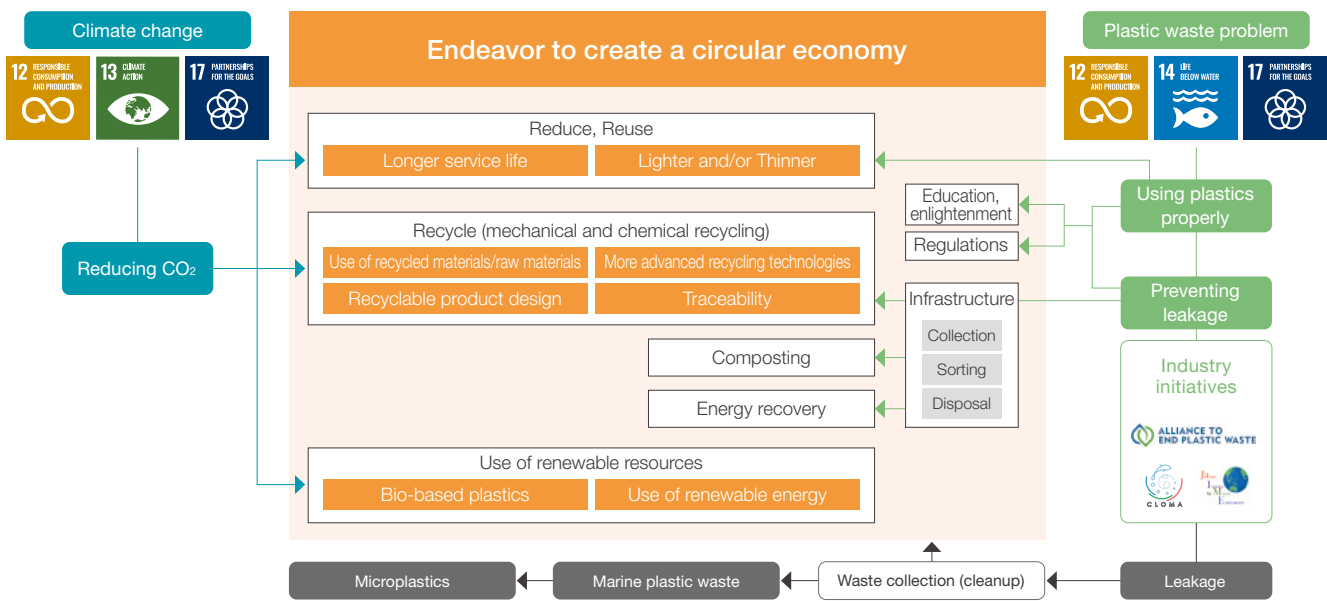 Climate change
12 RESPONSIBLE
CONSUMPTION
AND PRODUCTION
13 CLIMATE
ACTION
17 PARTNERSHIPS
FOR THE GOALS
Reducing CO₂
Endeavor to create a circular economy
Reduce, Reuse
Longer service life
Lighter and/or Thinner
Recycle (mechanical and chemical recycling)
Use of recycled materials/raw materials
More advanced recycling technologies
Recyclable product design
Traceability
Composting
Energy recovery
Use of renewable resources
Bio-based plastics
Use of renewable energy
Education,
enlightenment
Regulations
Infrastructure
Collection
Sorting
Disposal
Plastic waste problem
12 RESPONSIBLE
CONSUMPTION
AND PRODUCTION
14 LIFE
BELOW WATER
17 PARTNERSHIPS
FOR THE GOALS
Using plastics
properly
Preventing
leakage
Industry
initiatives
ALLIANCE TO
END PLASTIC WASTE
CLOMA
Microplastics
Marine plastic waste
Waste collection (cleanup)
Leakage